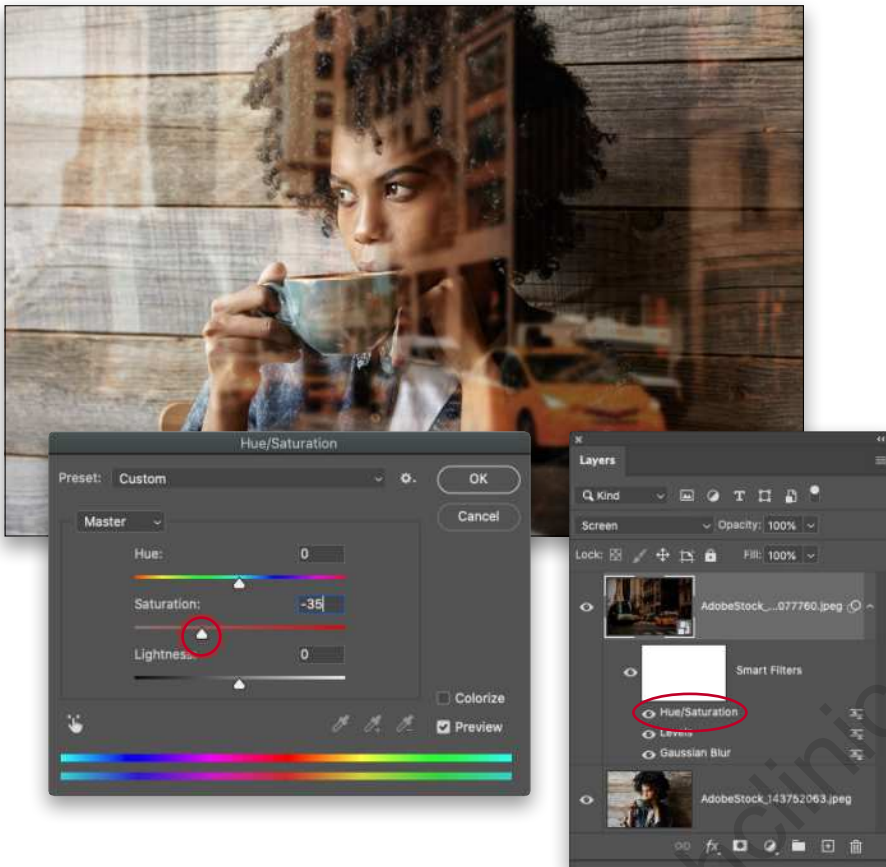 Hue/Saturation
Preset: Custom
OK
Cancel
Master
Hue: 0
Saturation: -35
Lightness: 0
Colorize
Preview
Layers
Kind
Screen
Opacity: 100%
Lock:
Fill: 100%
AdobeStock_...077760.jpeg
Smart Filters
Hue/Saturation
Levels
Gaussian Blur
AdobeStock_143752063.jpeg
fx